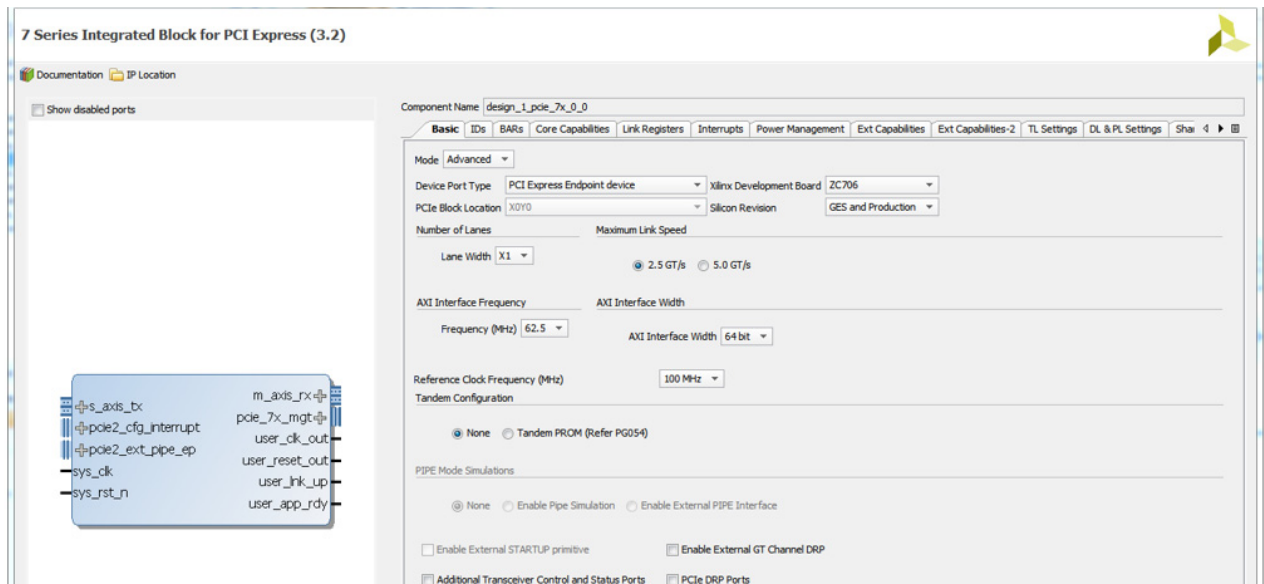 7 Series Integrated Block for PCI Express (3.2)
Documentation IP Location
Show disabled ports
Component Name design_1_pcie_7x_0_0
Basic IDs BARs Core Capabilities Link Registers Interrupts Power Management Ext Capabilities Ext Capabilities-2 TL Settings DL & PL Settings Shar
Mode Advanced
Device Port Type PCI Express Endpoint device Xilinx Development Board ZC706
PCIe Block Location X0Y0 Silicon Revision GES and Production
Number of Lanes Maximum Link Speed
Lane Width X1
2.5 GT/s 5.0 GT/s
AXI Interface Frequency AXI Interface Width
Frequency (MHz) 62.5
AXI Interface Width 64 bit
Reference Clock Frequency (MHz) 100 MHz
Tandem Configuration
None Tandem PROM (Refer PG054)
PIPE Mode Simulations
None Enable Pipe Simulation Enable External PIPE Interface
Enable External STARTUP primitive Enable External GT Channel DRP
Additional Transceiver Control and Status Ports PCIe DRP Ports
s_axis_tx
pcie2_cfg_interrupt
pcie2_ext_pipe_ep
sys_clk
sys_rst_n
m_axis_rx
pcie_7x_mgt
user_clk_out
user_reset_out
user_lnk_up
user_app_rdy